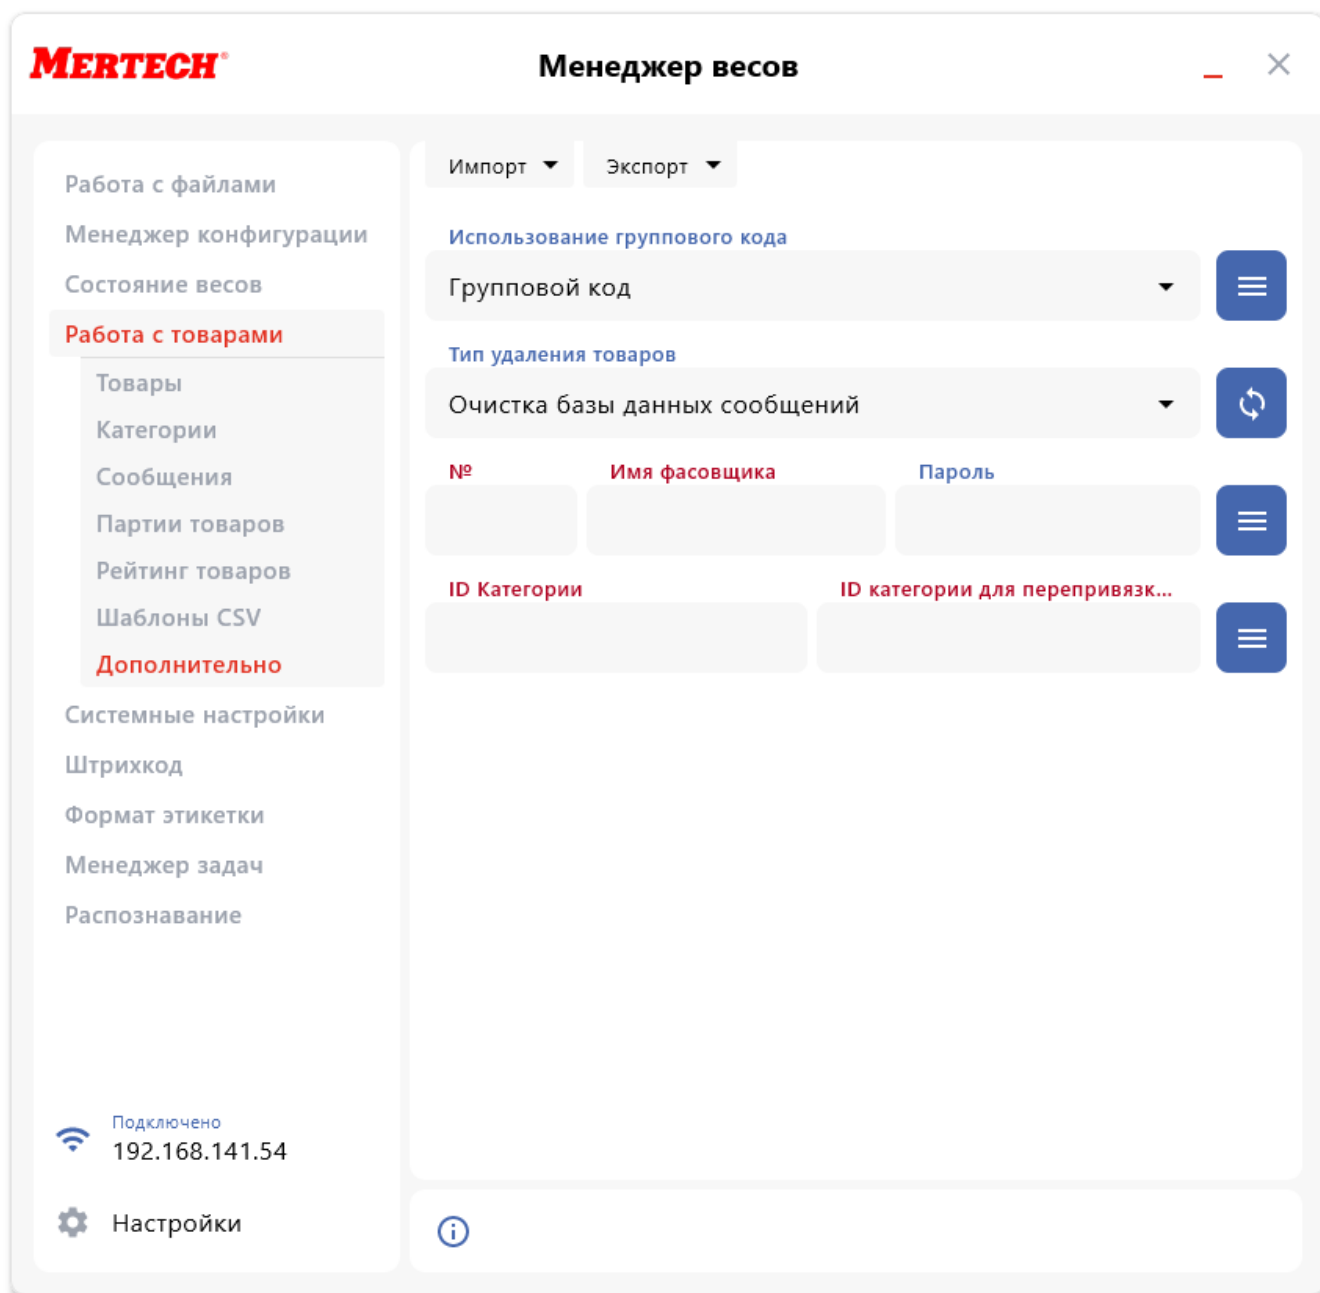 MERTECH®
Менеджер весов
Работа с файлами
Менеджер конфигурации
Состояние весов
Работа с товарами
Товары
Категории
Сообщения
Партии товаров
Рейтинг товаров
Шаблоны CSV
Дополнительно
Системные настройки
Штрихкод
Формат этикетки
Менеджер задач
Распознавание
Подключено
192.168.141.54
Настройки
Импорт
Экспорт
Использование группового кода
Групповой код
Тип удаления товаров
Очистка базы данных сообщений
№ Имя фасовщика Пароль
ID Категории ID категории для перепривязк...